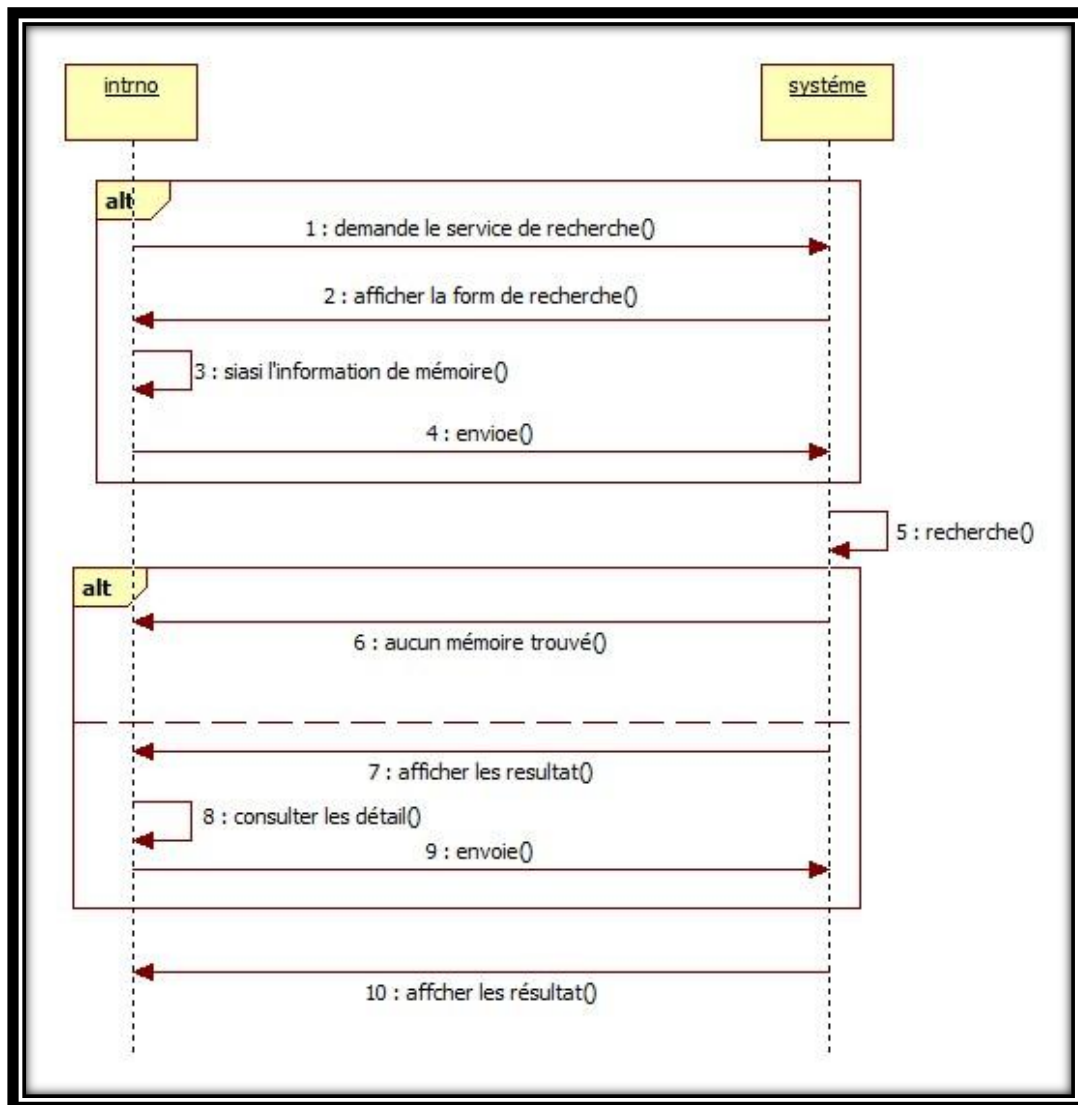 intrno
systéme
alt
1 : demande le service de recherche()
2 : afficher la form de recherche()
3 : siasi l'information de mémoire()
4 : envioe()
5 : recherche()
alt
6 : aucun mémoire trouvé()
7 : afficher les resultat()
8 : consulter les détail()
9 : envoie()
10 : affcher les résultat()